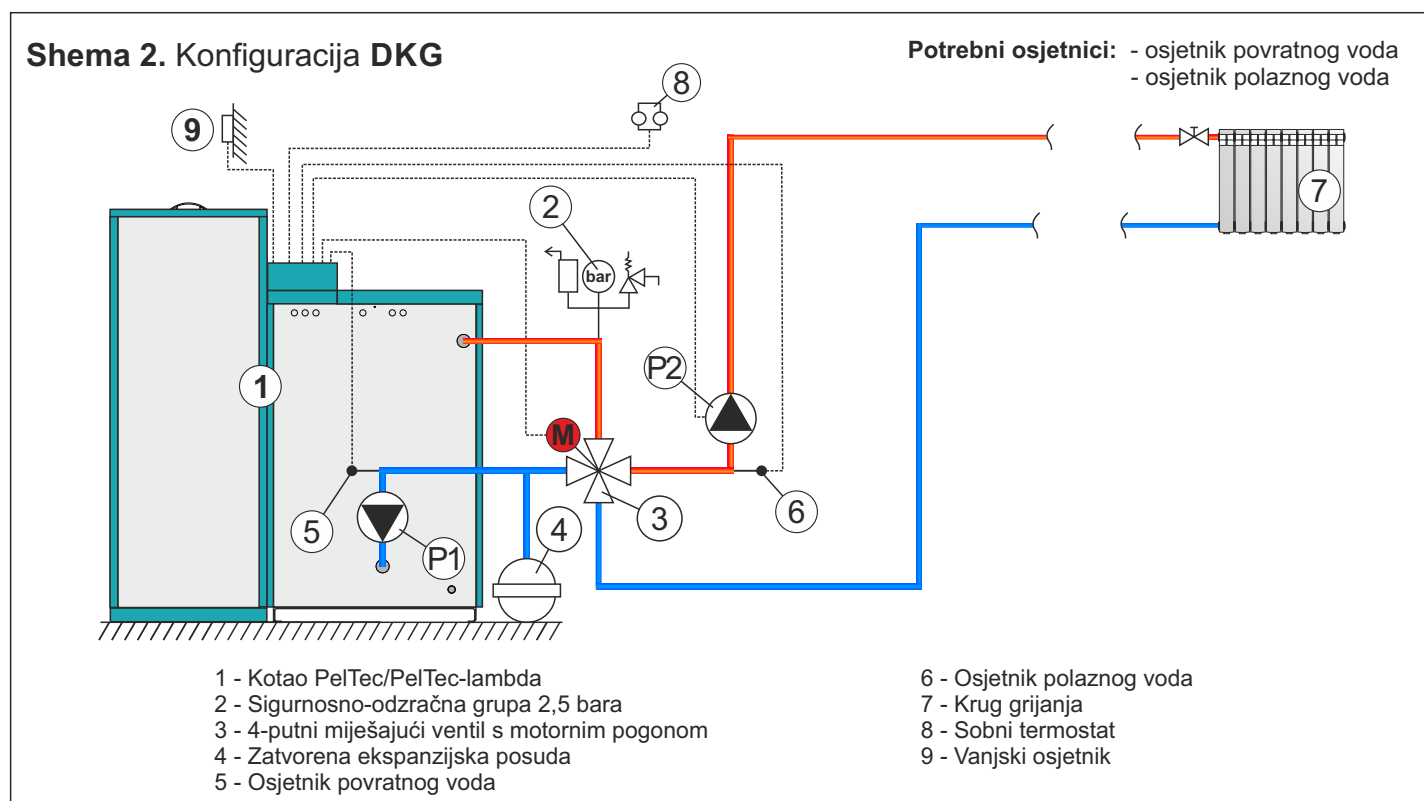 Shema 2. Konfiguracija DKG
Potrebni osjetnici: - osjetnik povratnog voda
- osjetnik polaznog voda
8
9
2
7
bar
1
P2
M
5
P1
4
3
6
1 - Kotao PelTec/PelTec-lambda
2 - Sigurnosno-odzračna grupa 2,5 bara
3 - 4-putni miješajući ventil s motornim pogonom
4 - Zatvorena ekspanzijska posuda
5 - Osjetnik povratnog voda
6 - Osjetnik polaznog voda
7 - Krug grijanja
8 - Sobni termostat
9 - Vanjski osjetnik